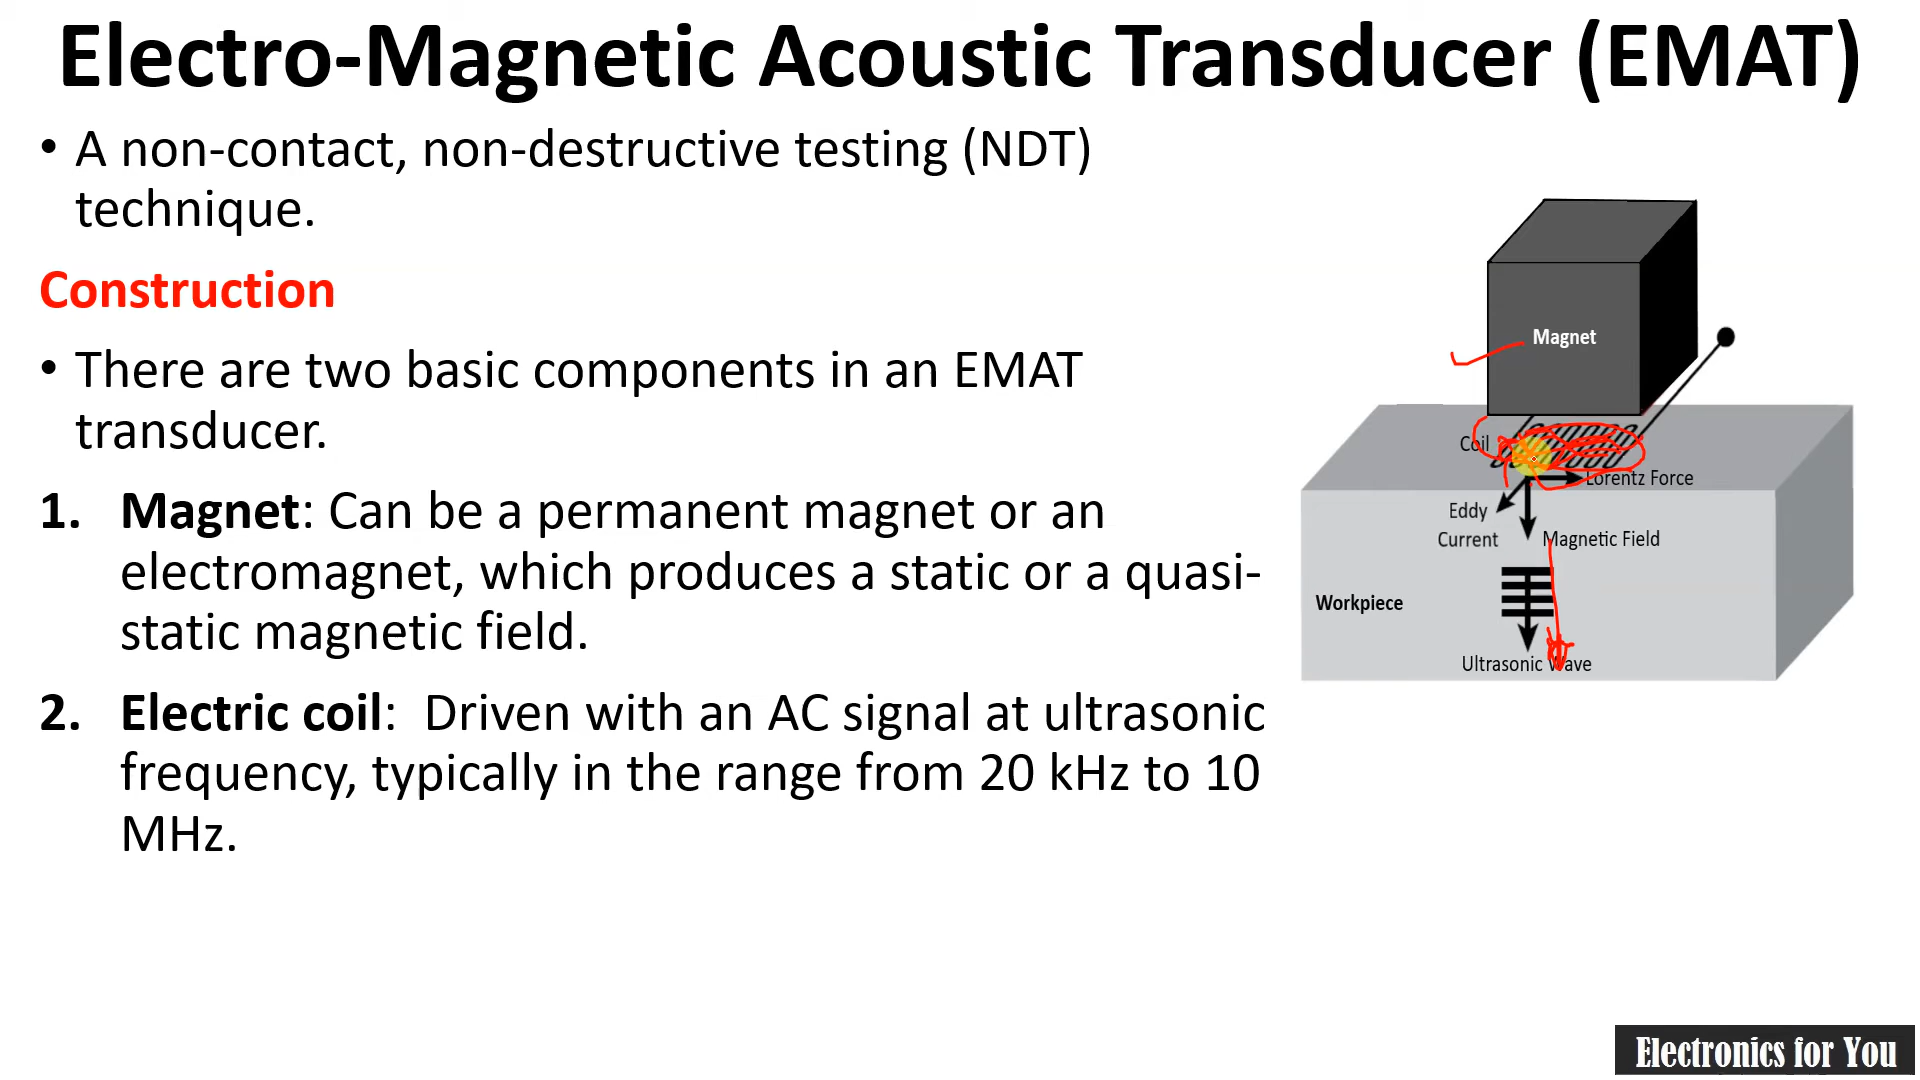 Electro-Magnetic Acoustic Transducer (EMAT)
• A non-contact, non-destructive testing (NDT)
technique.
Construction
• There are two basic components in an EMAT
transducer.
1. Magnet: Can be a permanent magnet or an
electromagnet, which produces a static or a quasi-
static magnetic field.
2. Electric coil: Driven with an AC signal at ultrasonic
frequency, typically in the range from 20 kHz to 10
MHz.
Magnet
Coil
Lorentz Force
Eddy
Current
Magnetic Field
Workpiece
Ultrasonic Wave
Electronics for You